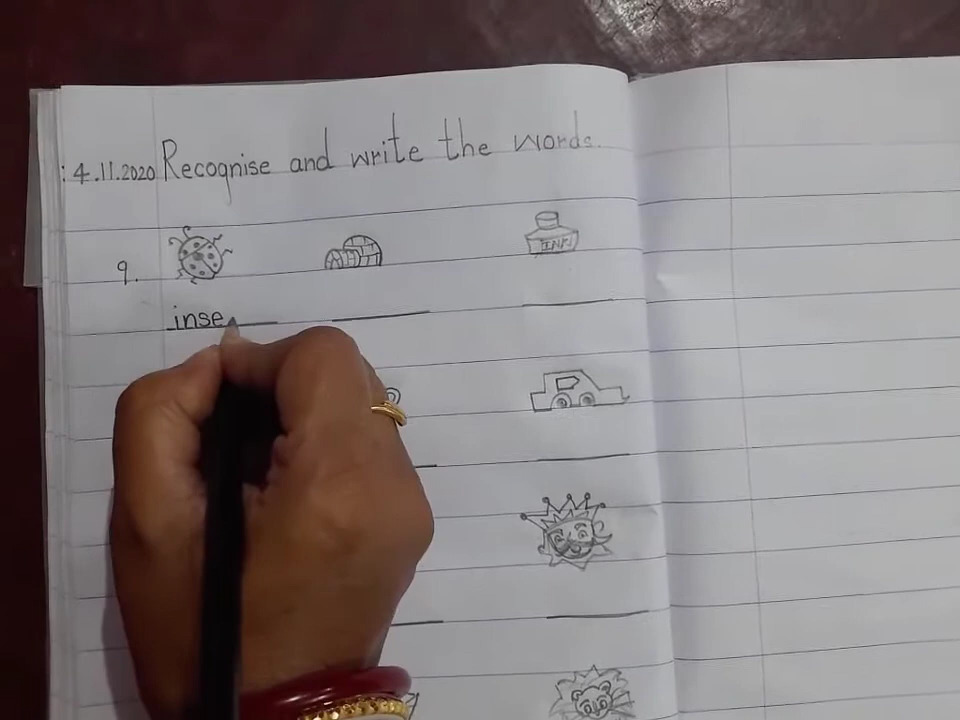 :4.11.2020 Recognise and write the words.
9.
INK
inse